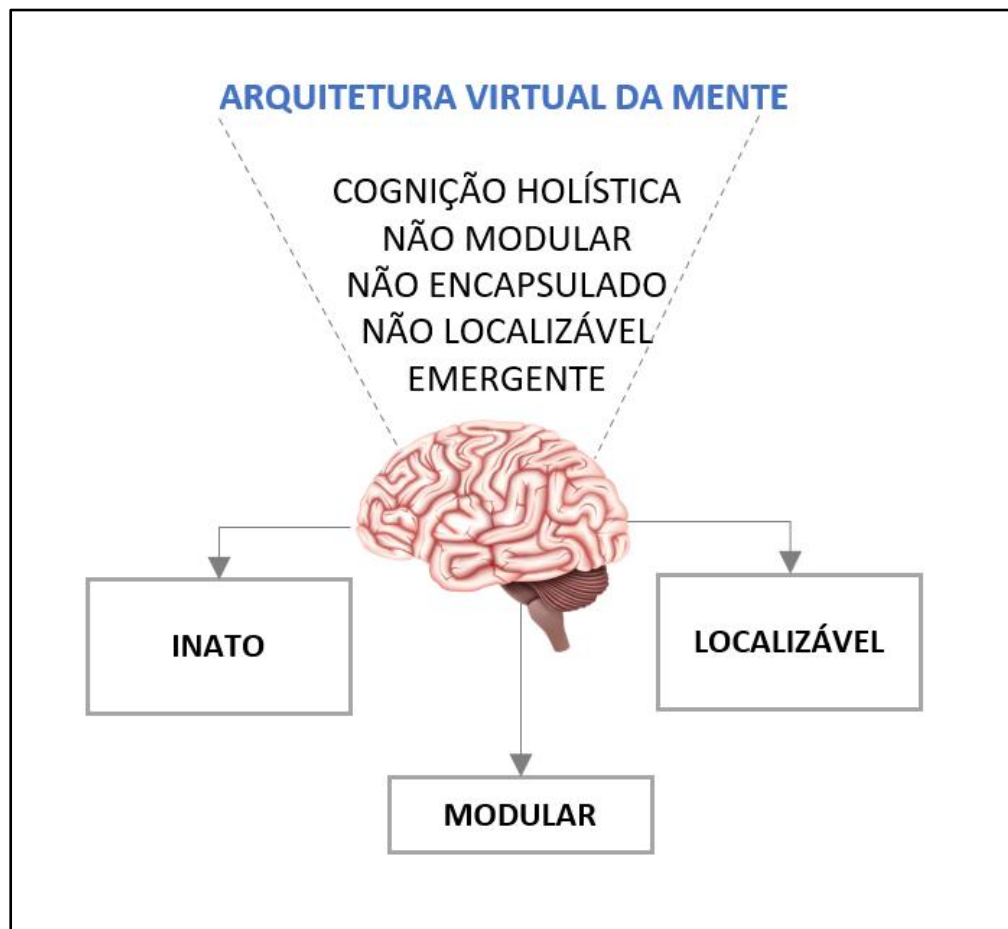 ARQUITETURA VIRTUAL DA MENTE
COGNIÇÃO HOLÍSTICA
NÃO MODULAR
NÃO ENCAPSULADO
NÃO LOCALIZÁVEL
EMERGENTE
INATO
LOCALIZÁVEL
MODULAR